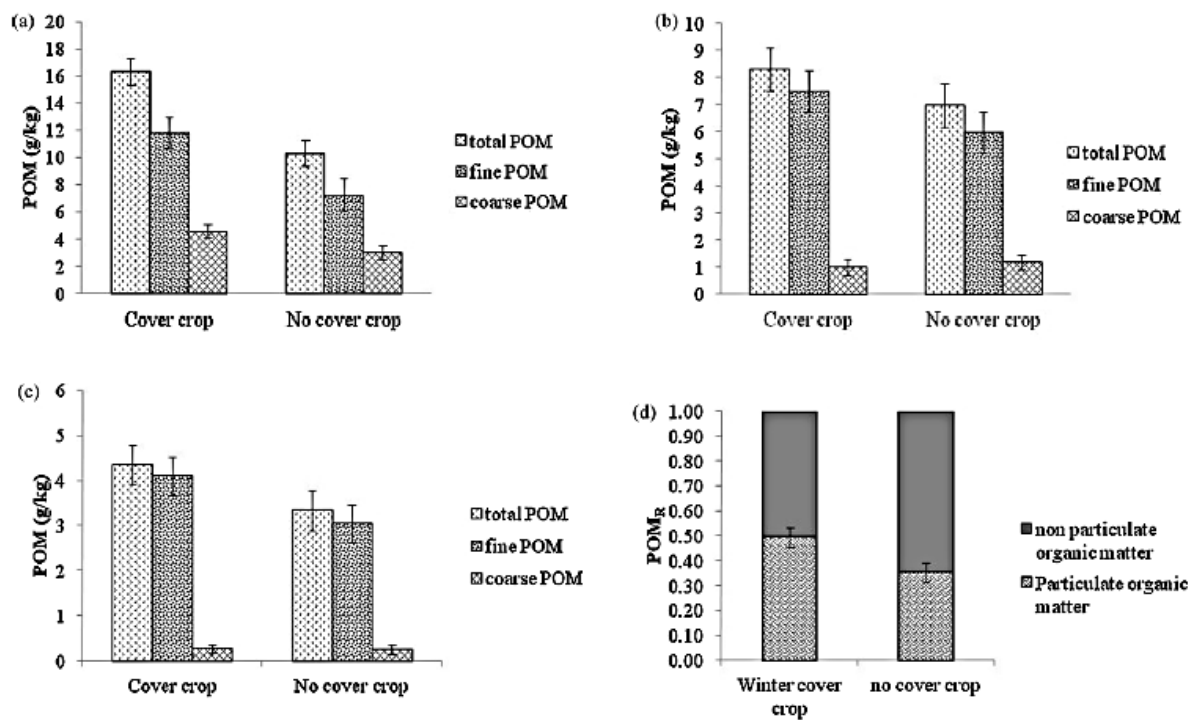 (a)
20
18
16
14
12
10
8
6
4
2
0
POM (g/kg)
Cover crop
No cover crop
total POM
fine POM
coarse POM
(b)
10
9
8
7
6
5
4
3
2
1
0
POM (g/kg)
Cover crop
No cover crop
total POM
fine POM
coarse POM
(c)
6
5
4
3
2
1
0
POM (g/kg)
Cover crop
No cover crop
total POM
fine POM
coarse POM
(d)
1.00
0.90
0.80
0.70
0.60
0.50
0.40
0.30
0.20
0.10
0.00
POMR
Winter cover
crop
no cover crop
non particulate
organic matter
Particulate organic
matter